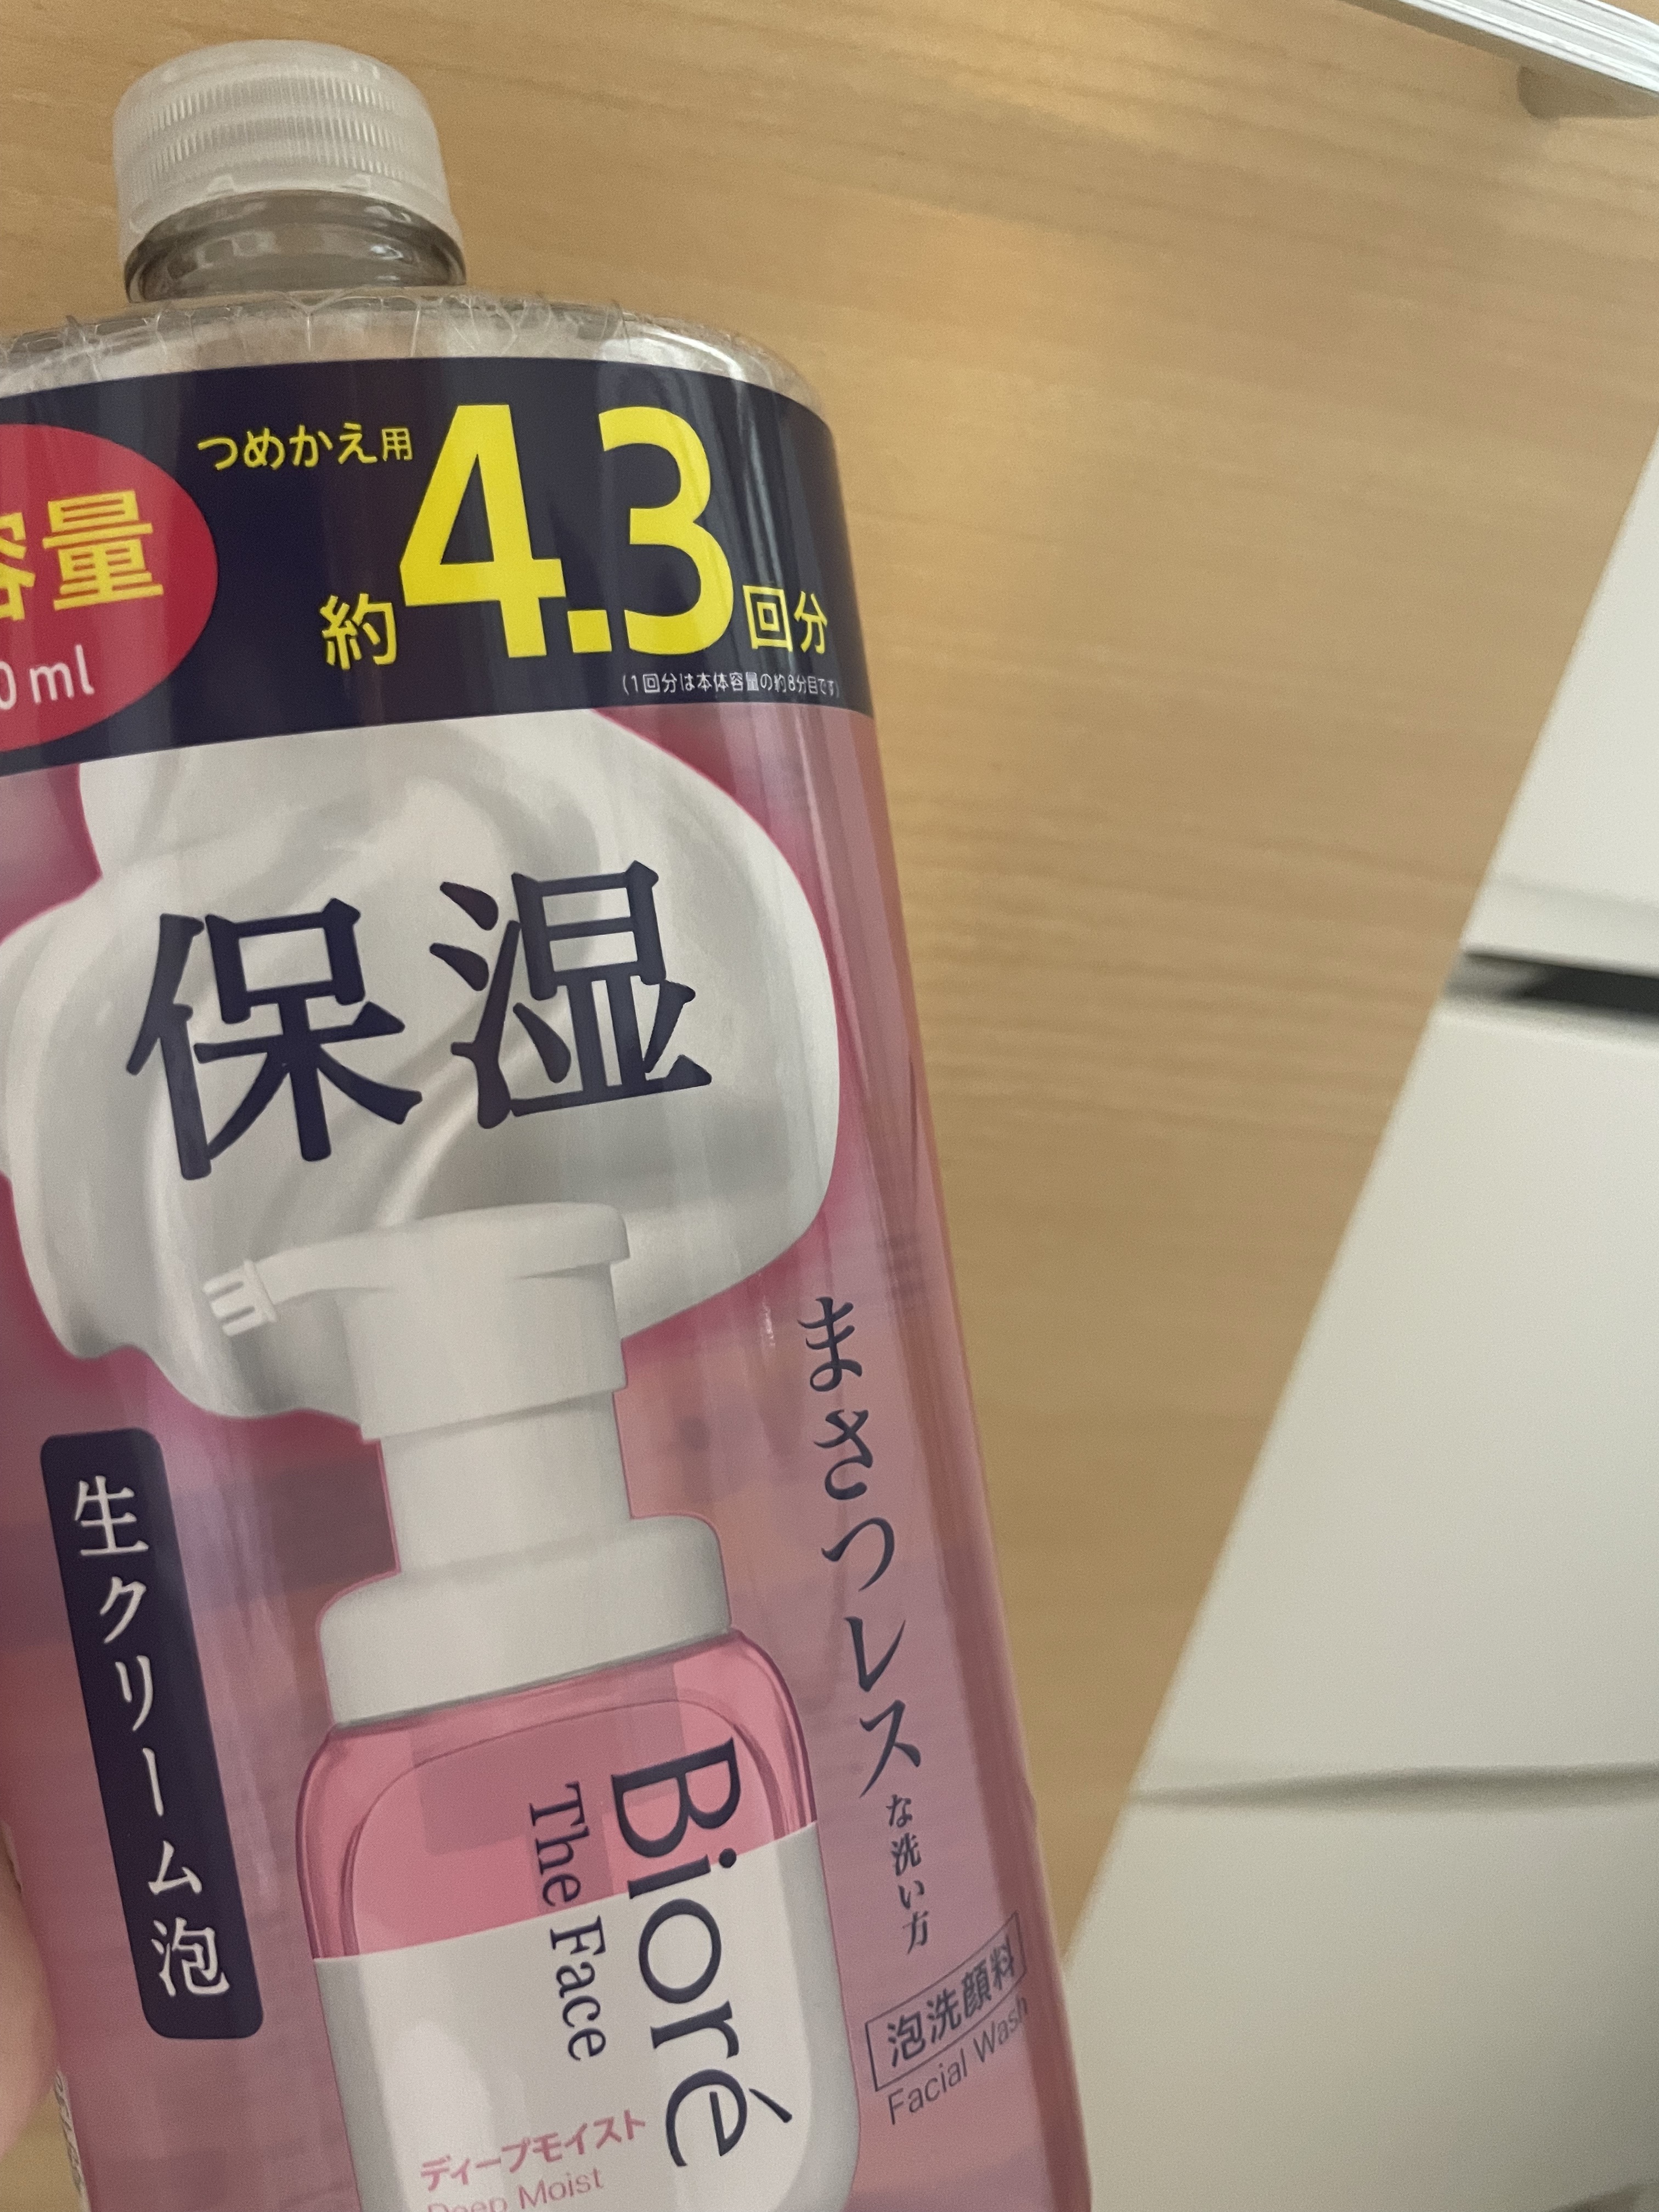 つめかえ用
容量
0ml
約4.3回分
(1回分は本体容量の約8分目です)
保湿
まさつレスな洗い方
生クリーム泡
Bioré
The Face
泡洗顔料
Facial Wash
ディープモイスト
Deep Moist